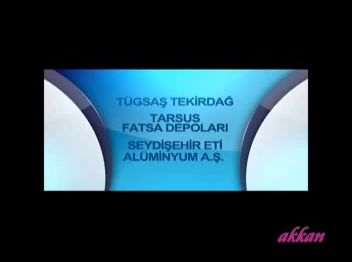 TÜGSAŞ TEKİRDAĞ
TARSUS
FATSA DEPOLARI
SEYDİŞEHİR ETİ
ALÜMİNYUM A.Ş.
akkan